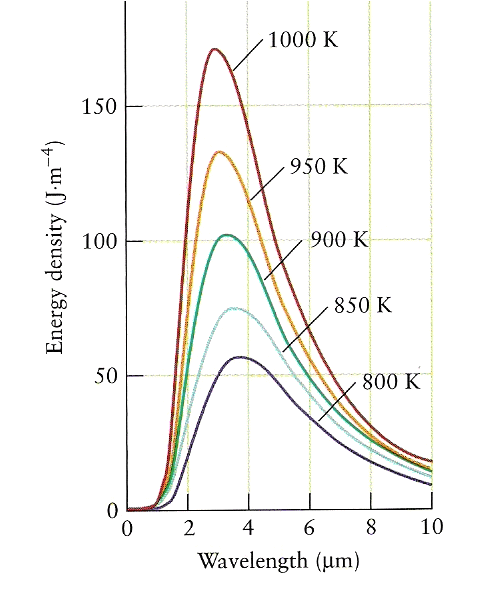 1000 K
150
950 K
900 K
100
850 K
800 K
50
0
0 2 4 6 8 10
Wavelength (μm)
Energy density (J·m⁻⁴)